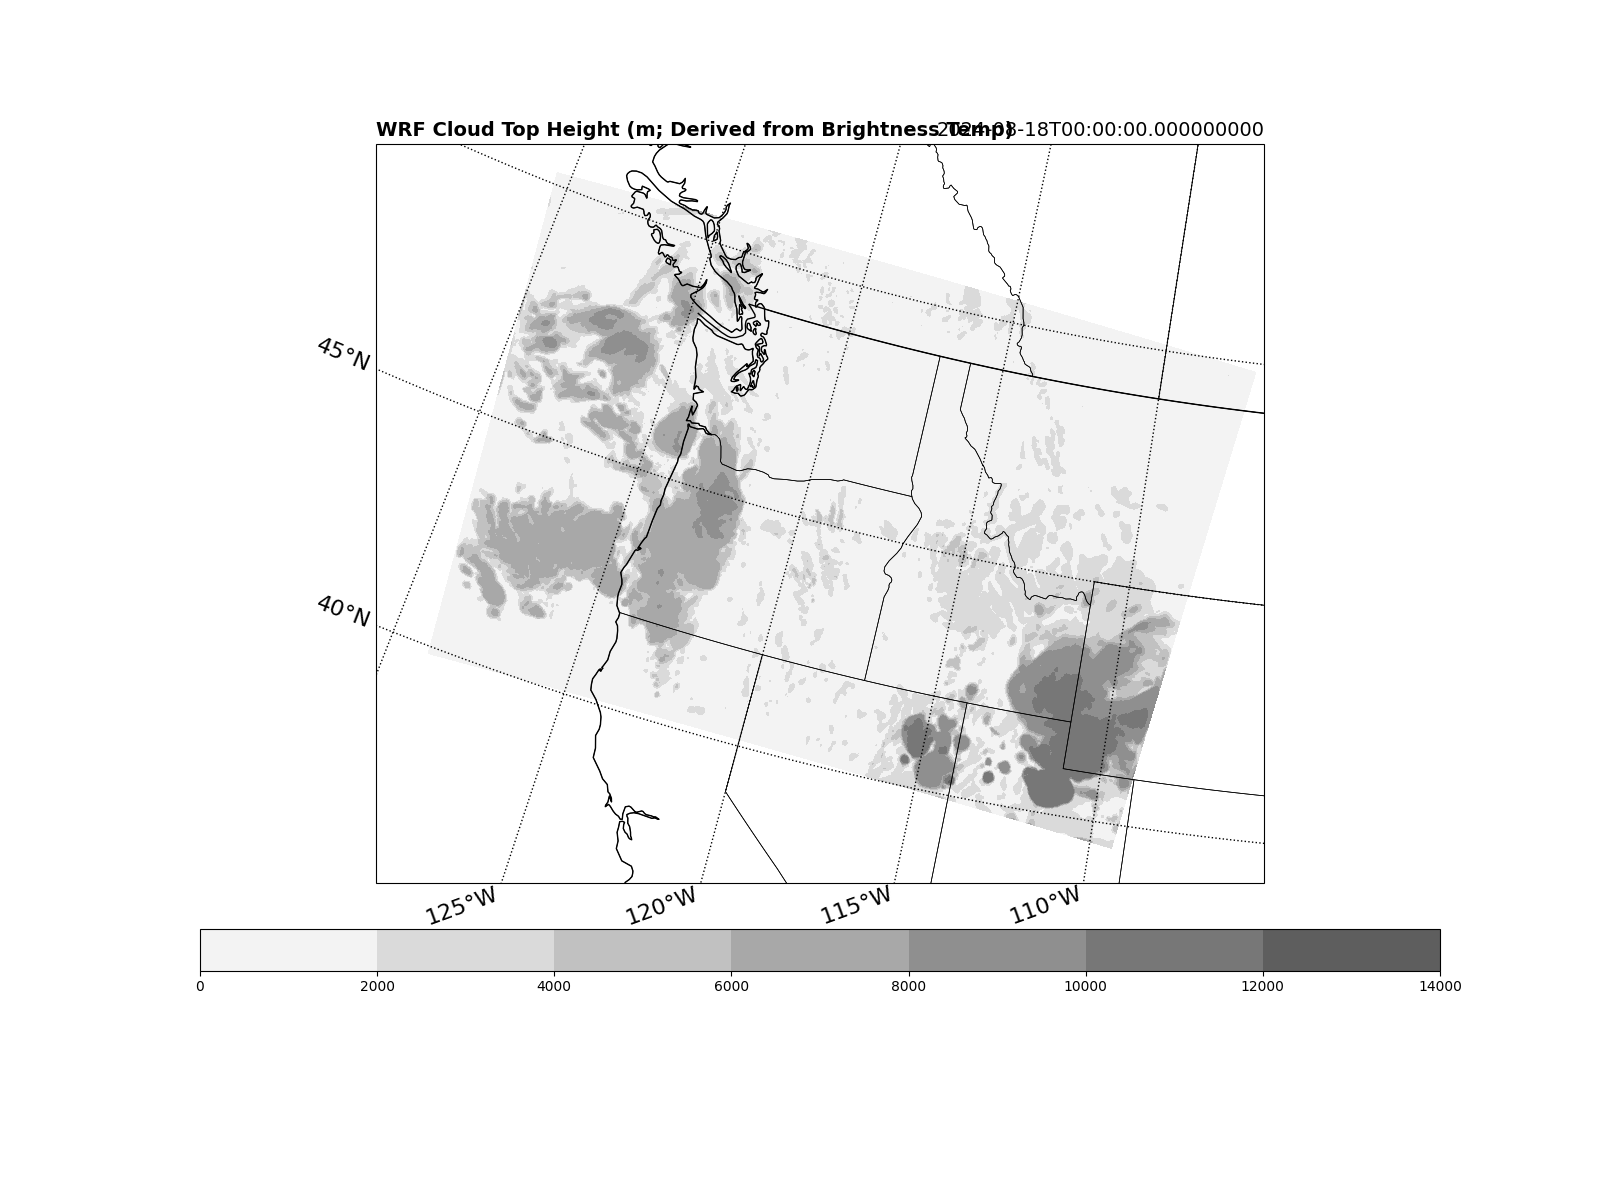 WRF Cloud Top Height (m; Derived from Brightness Temp)
2024-08-18T00:00:00.000000000
45°N
40°N
125°W 120°W 115°W 110°W
0 2000 4000 6000 8000 10000 12000 14000